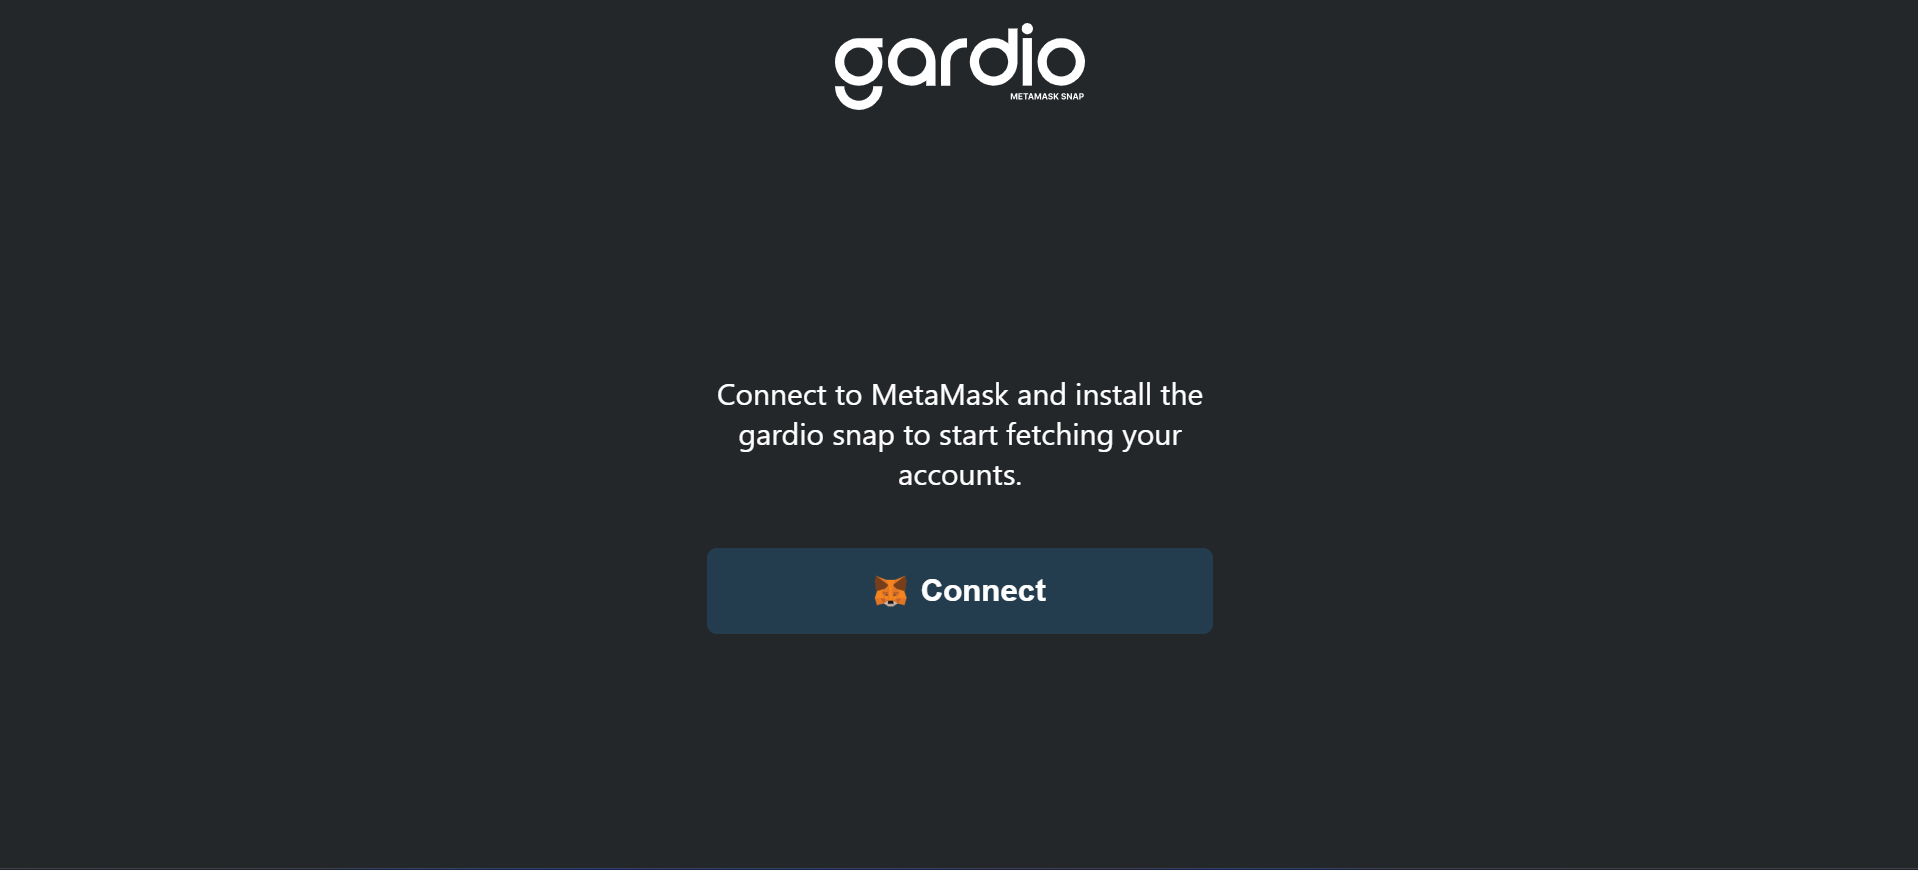 gardio
METAMASK SNAP
Connect to MetaMask and install the
gardio snap to start fetching your
accounts.
Connect